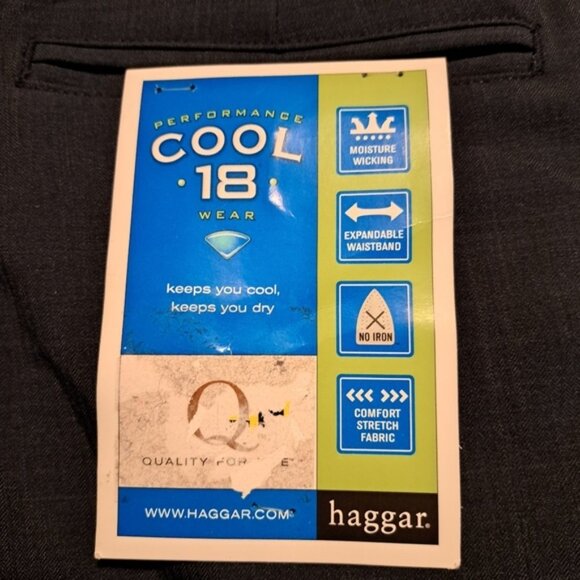 PERFORMANCE
COOL
• 18 •
WEAR
keeps you cool,
keeps you dry
Q
QUALITY FOR
WWW.HAGGAR.COM
MOISTURE
WICKING
EXPANDABLE
WAISTBAND
NO IRON
COMFORT
STRETCH
FABRIC
haggar.